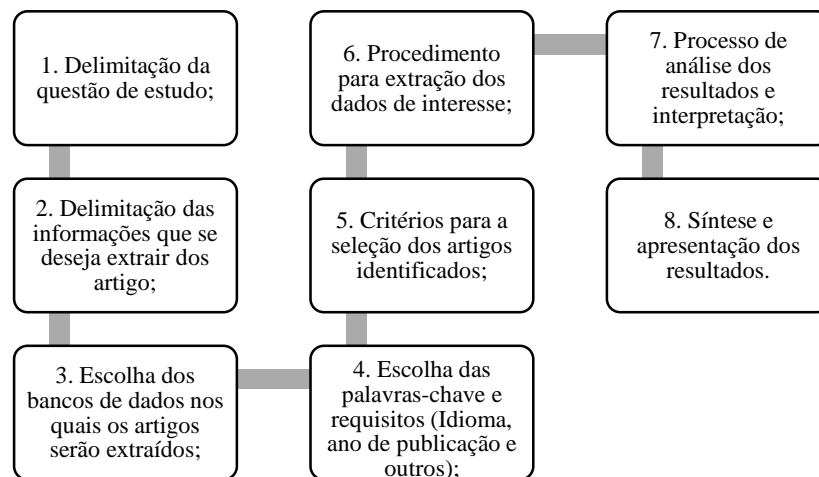 1. Delimitação da
questão de estudo;
2. Delimitação das
informações que se
deseja extrair dos
artigo;
3. Escolha dos
bancos de dados nos
quais os artigos
serão extraídos;
4. Escolha das
palavras-chave e
requisitos (Idioma,
ano de publicação e
outros);
5. Critérios para a
seleção dos artigos
identificados;
6. Procedimento
para extração dos
dados de interesse;
7. Processo de
análise dos
resultados e
interpretação;
8. Síntese e
apresentação dos
resultados.